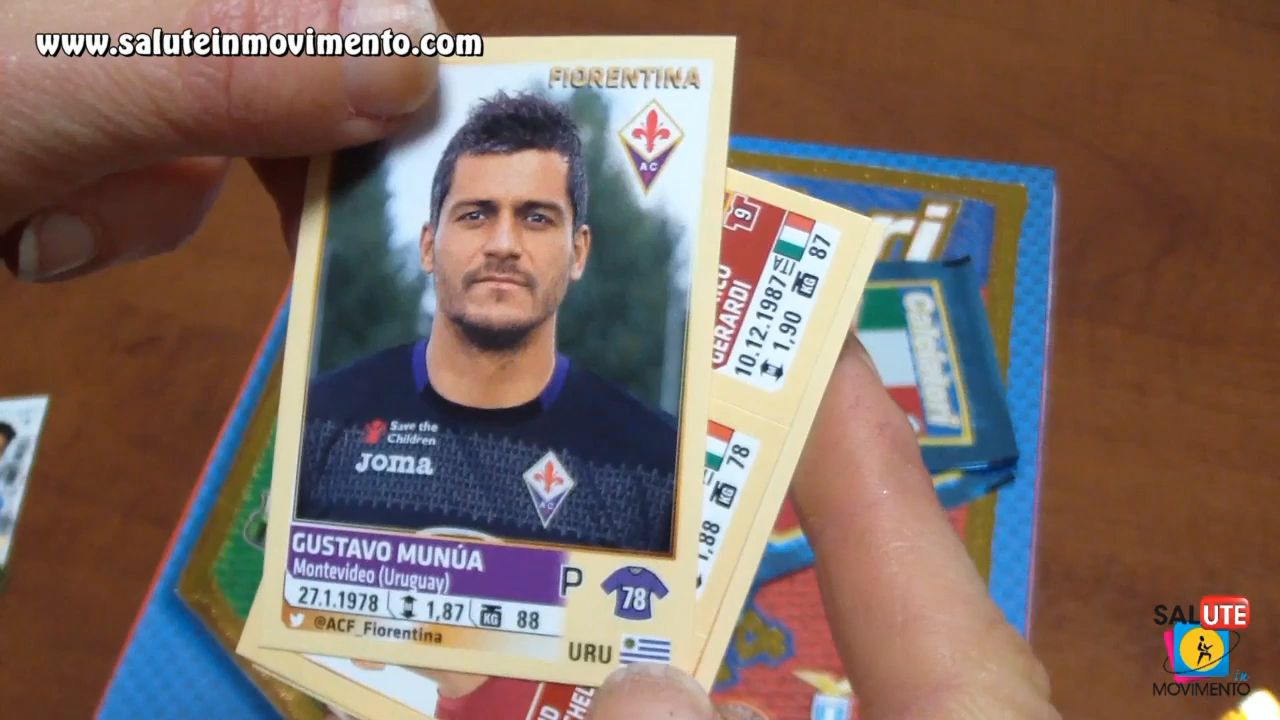 www.saluteinmovimento.com
FIORENTINA
AC
Save the
Children
Joma
AC
GUSTAVO MUNÚA
Montevideo (Uruguay)
27.1.1978 1,87 KG 88
@ACF_Fiorentina
P 78
URU
9
GERARDI
10.12.1987 ITA
1,90 KG 87
1,88 KG 78
Calciatori
SALUTE
in
MOVIMENTO